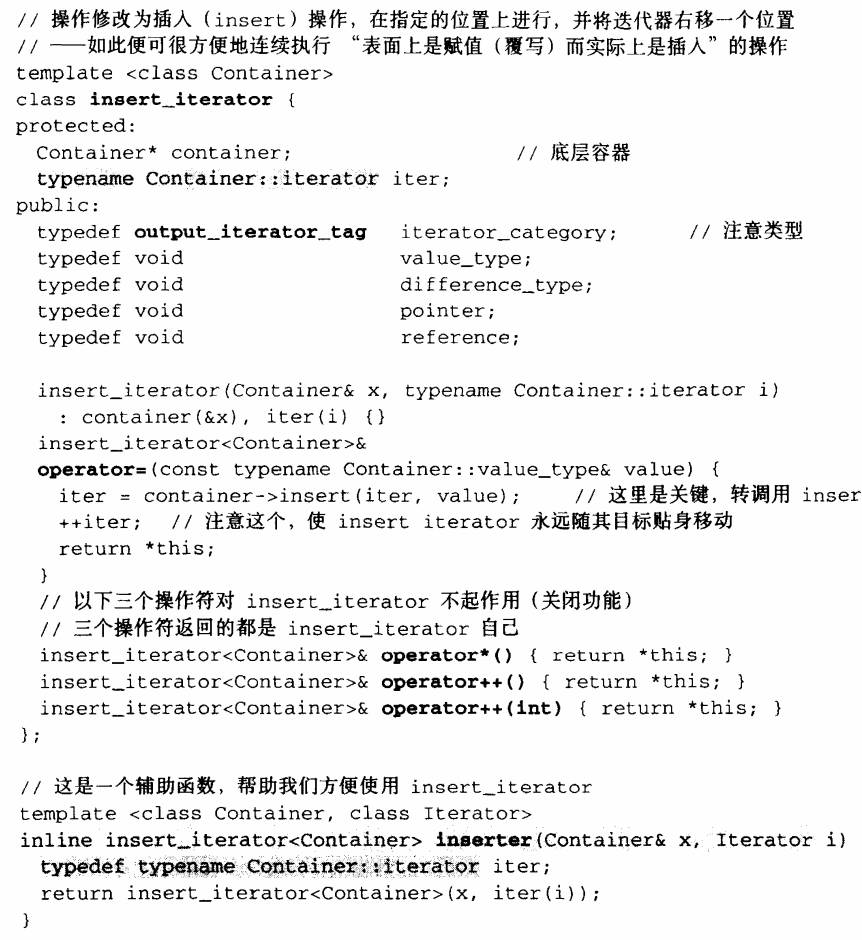 // 操作修改为插入（insert）操作，在指定的位置上进行，并将迭代器右移一个位置
// ——如此便可很方便地连续执行 “表面上是赋值（覆写）而实际上是插入”的操作
template <class Container>
class insert_iterator {
protected:
  Container* container;                // 底层容器
  typename Container::iterator iter;
public:
  typedef output_iterator_tag   iterator_category;       // 注意类型
  typedef void                  value_type;
  typedef void                  difference_type;
  typedef void                  pointer;
  typedef void                  reference;
  insert_iterator(Container& x, typename Container::iterator i)
    : container(&x), iter(i) {}
  insert_iterator<Container>&
  operator=(const typename Container::value_type& value) {
    iter = container->insert(iter, value);     // 这里是关键，转调用 inser
    ++iter;  // 注意这个，使 insert iterator 永远随其目标贴身移动
    return *this;
  }
  // 以下三个操作符对 insert_iterator 不起作用（关闭功能）
  // 三个操作符返回的都是 insert_iterator 自己
  insert_iterator<Container>& operator*() { return *this; }
  insert_iterator<Container>& operator++() { return *this; }
  insert_iterator<Container>& operator++(int) { return *this; }
};
// 这是一个辅助函数，帮助我们方便使用 insert_iterator
template <class Container, class Iterator>
inline insert_iterator<Container> inserter(Container& x, Iterator i)
  typedef typename Container::iterator iter;
  return insert_iterator<Container>(x, iter(i));
}